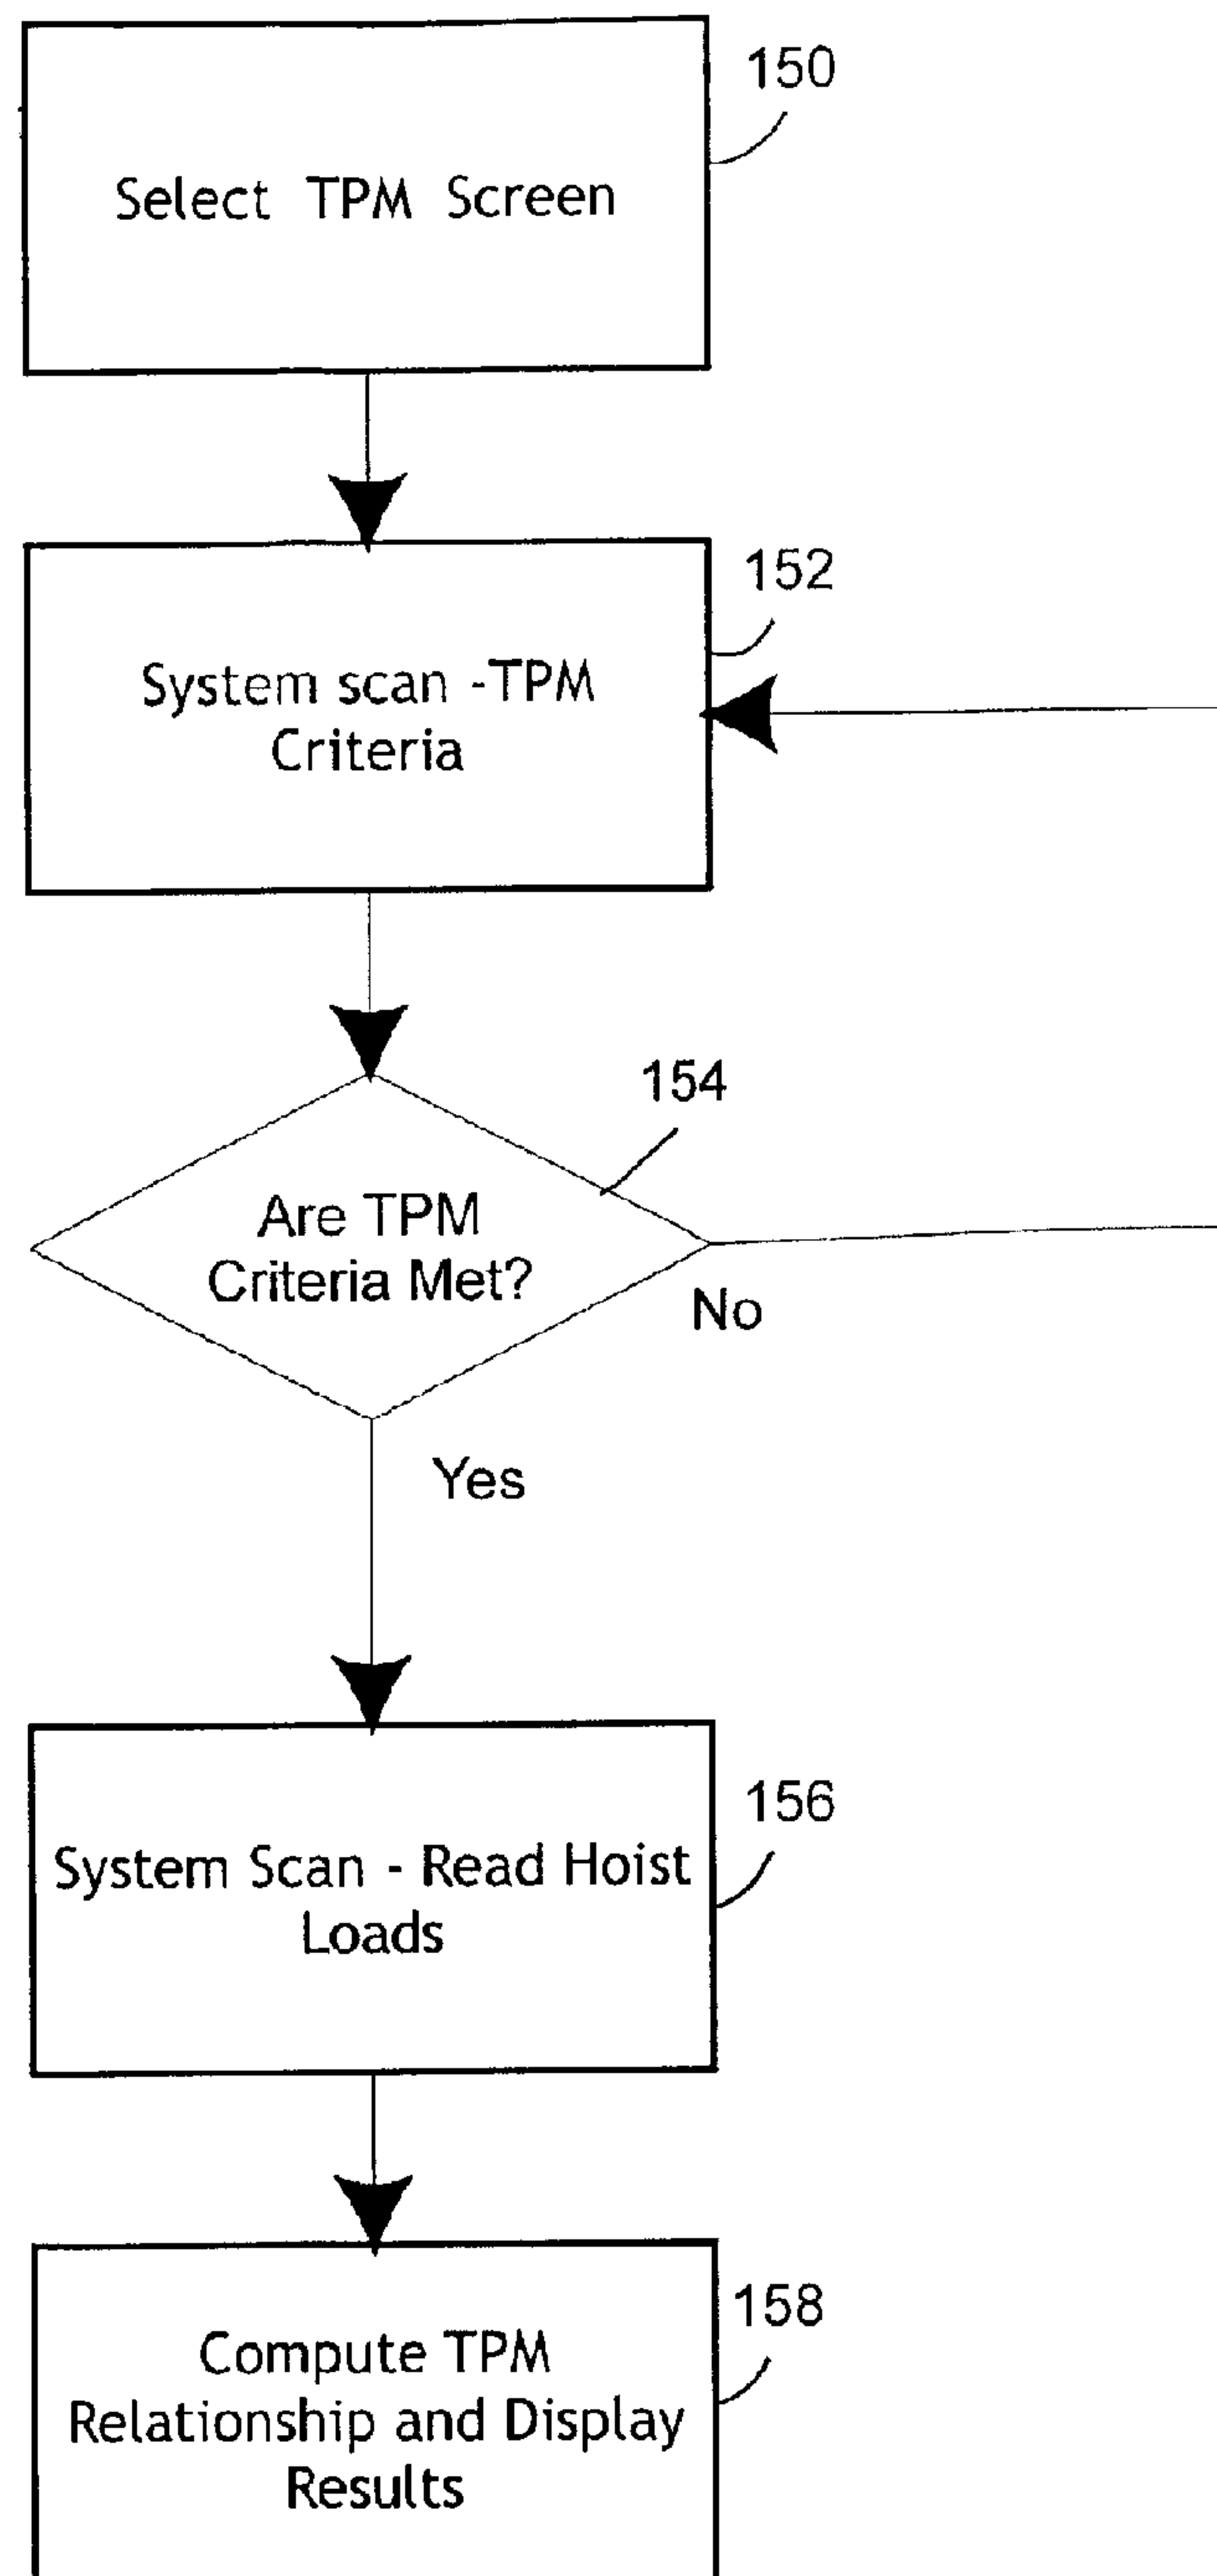 150
Select TPM Screen
152
System scan -TPM
Criteria
154
Are TPM
Criteria Met?
No
Yes
156
System Scan - Read Hoist
Loads
158
Compute TPM
Relationship and Display
Results